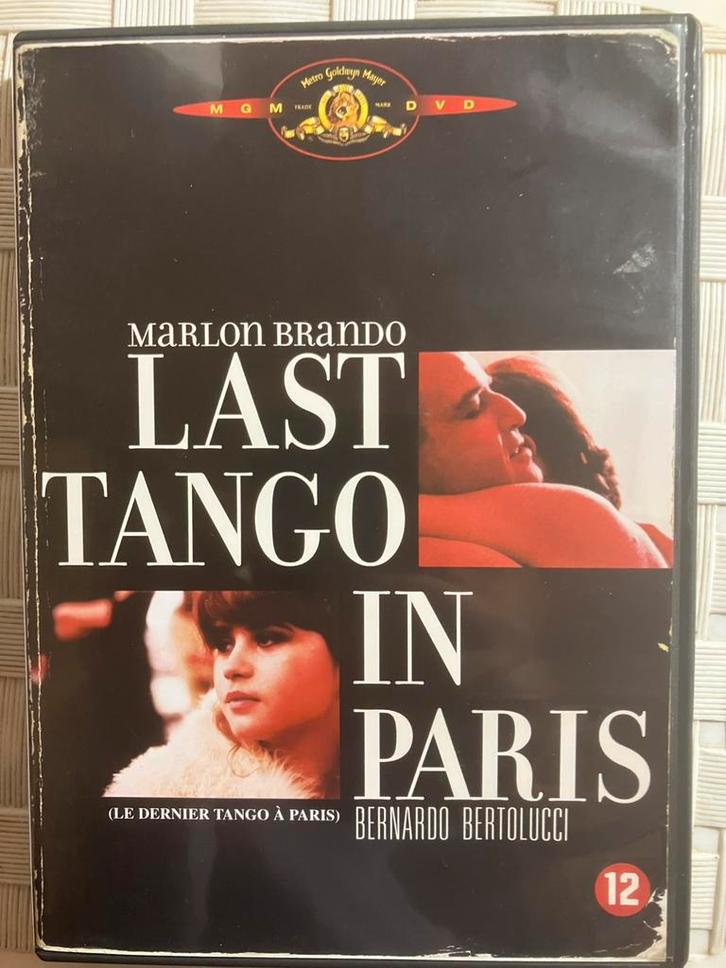 Metro Goldwyn Mayer
MGM TRADE MARK DVD
MARLON BRANDO
LAST
TANGO
IN
PARIS
(LE DERNIER TANGO À PARIS)
BERNARDO BERTOLUCCI
12